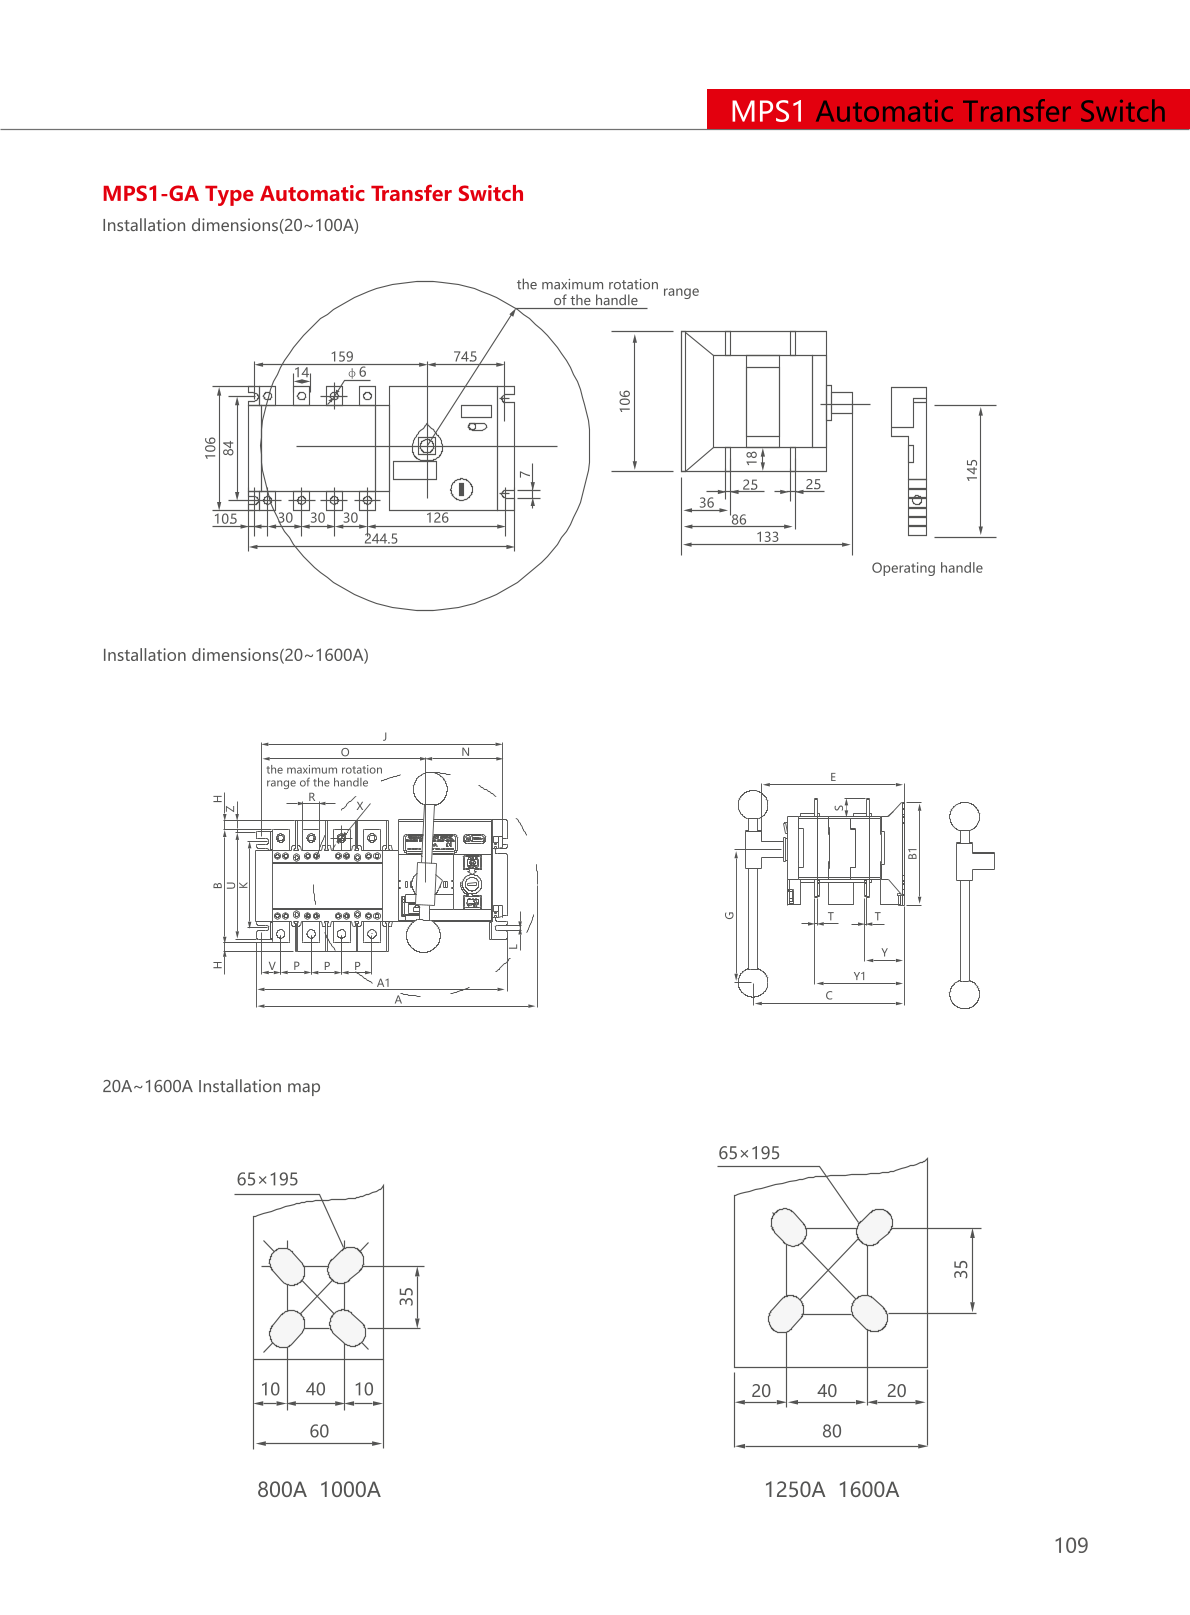 MPS1 Automatic Transfer Switch
MPS1-GA Type Automatic Transfer Switch
Installation dimensions(20~100A)
the maximum rotation range
of the handle
159
745
14
φ6
106
84
7
105
30
30
30
126
244.5
106
18
25
25
36
86
133
145
Operating handle
Installation dimensions(20~1600A)
J
O
N
the maximum rotation
range of the handle
H
Z
R
X
B
U
K
H
V
P
P
P
L
A1
A
E
S
B1
G
T
T
Y
Y1
C
20A~1600A Installation map
65×195
35
10
40
10
60
800A 1000A
65×195
35
20
40
20
80
1250A 1600A
109